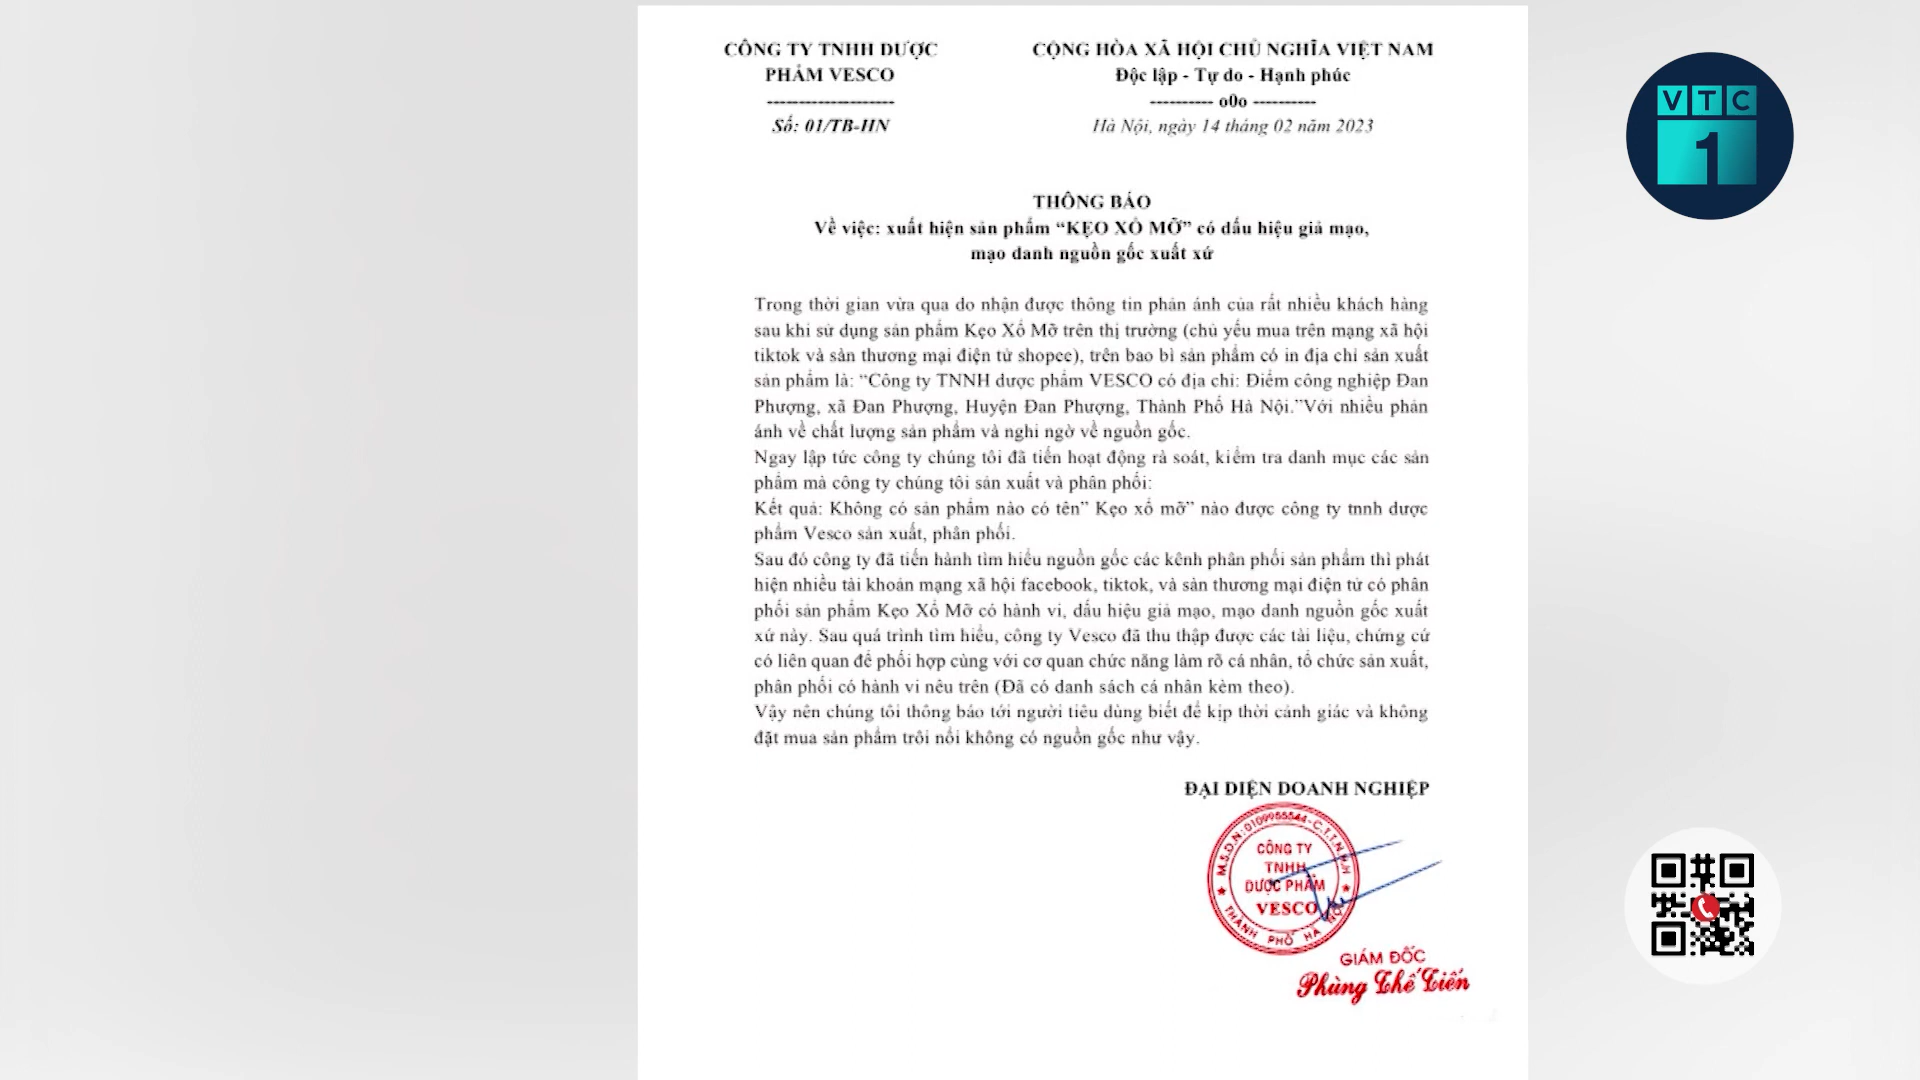 CÔNG TY TNHH DƯỢC
PHẨM VESCO
--------------------
Số: 01/TB-HN
CỘNG HÒA XÃ HỘI CHỦ NGHĨA VIỆT NAM
Độc lập - Tự do - Hạnh phúc
---------- o0o ----------
Hà Nội, ngày 14 tháng 02 năm 2023
VTC
1
THÔNG BÁO
Về việc: xuất hiện sản phẩm “KẸO XỔ MỠ” có dấu hiệu giả mạo,
mạo danh nguồn gốc xuất xứ
Trong thời gian vừa qua do nhận được thông tin phản ánh của rất nhiều khách hàng
sau khi sử dụng sản phẩm Kẹo Xổ Mỡ trên thị trường (chủ yếu mua trên mạng xã hội
tiktok và sàn thương mại điện tử shopee), trên bao bì sản phẩm có in địa chỉ sản xuất
sản phẩm là: “Công ty TNNH dược phẩm VESCO có địa chỉ: Điểm công nghiệp Đan
Phượng, xã Đan Phượng, Huyện Đan Phượng, Thành Phố Hà Nội.”Với nhiều phản
ánh về chất lượng sản phẩm và nghi ngờ về nguồn gốc.
Ngay lập tức công ty chúng tôi đã tiến hoạt động rà soát, kiểm tra danh mục các sản
phẩm mà công ty chúng tôi sản xuất và phân phối:
Kết quả: Không có sản phẩm nào có tên” Kẹo xổ mỡ” nào được công ty tnnh dược
phẩm Vesco sản xuất, phân phối.
Sau đó công ty đã tiến hành tìm hiểu nguồn gốc các kênh phân phối sản phẩm thì phát
hiện nhiều tài khoản mạng xã hội facebook, tiktok, và sàn thương mại điện tử có phân
phối sản phẩm Kẹo Xổ Mỡ có hành vi, dấu hiệu giả mạo, mạo danh nguồn gốc xuất
xứ này. Sau quá trình tìm hiểu, công ty Vesco đã thu thập được các tài liệu, chứng cứ
có liên quan để phối hợp cùng với cơ quan chức năng làm rõ cá nhân, tổ chức sản xuất,
phân phối có hành vi nêu trên (Đã có danh sách cá nhân kèm theo).
Vậy nên chúng tôi thông báo tới người tiêu dùng biết để kịp thời cảnh giác và không
đặt mua sản phẩm trôi nổi không có nguồn gốc như vậy.
ĐẠI DIỆN DOANH NGHIỆP
M.S.D.N: 0109955544-C.T.T.N.H.H
CÔNG TY
TNHH
DƯỢC PHẨM
VESCO
THÀNH PHỐ HÀ NỘI
GIÁM ĐỐC
Phùng Thế Tiến